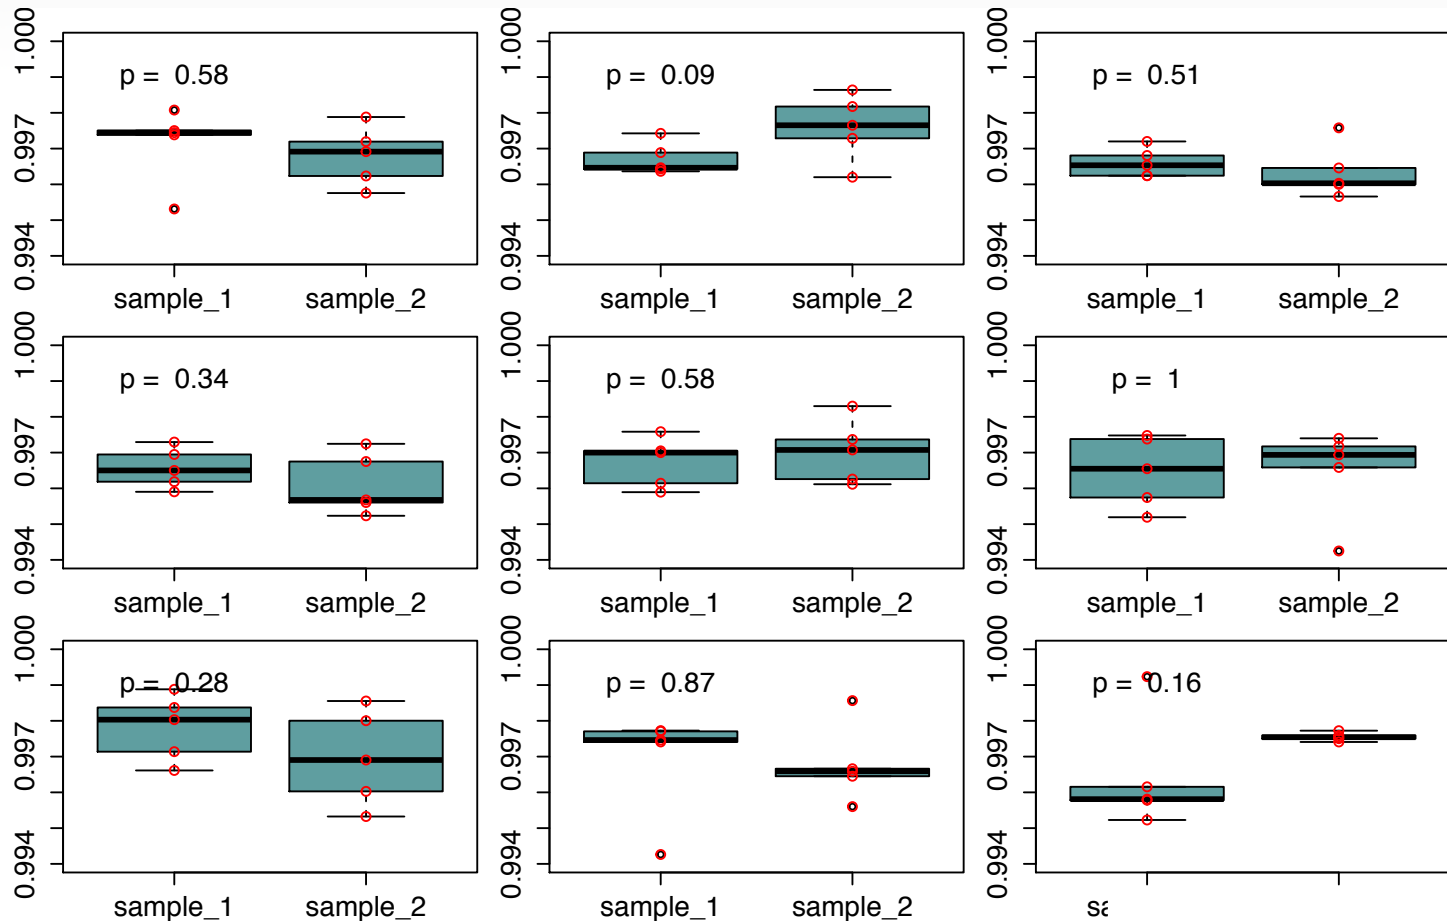 1.000
0.997
0.994
p = 0.58
sample_1
sample_2
1.000
0.997
0.994
p = 0.09
sample_1
sample_2
1.000
0.997
0.994
p = 0.51
sample_1
sample_2
1.000
0.997
0.994
p = 0.34
sample_1
sample_2
1.000
0.997
0.994
p = 0.58
sample_1
sample_2
1.000
0.997
0.994
p = 1
sample_1
sample_2
1.000
0.997
0.994
p = 0.28
sample_1
sample_2
1.000
0.997
0.994
p = 0.87
sample_1
sample_2
1.000
0.997
0.994
p = 0.16